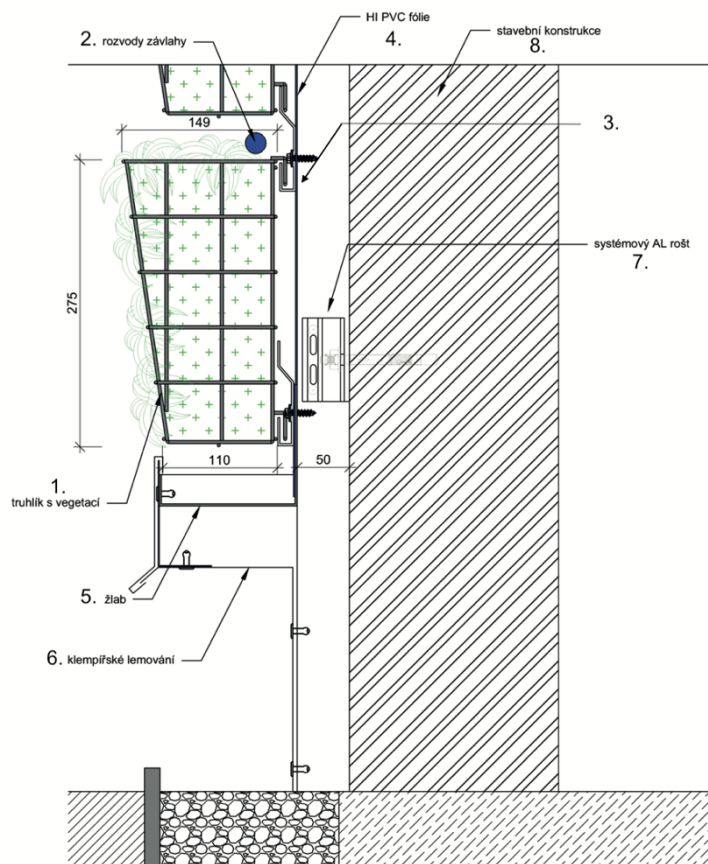 HI PVC fólie
4.
stavební konstrukce
8.
2. rozvody závlahy
149
3.
systémový AL rošt
7.
275
110
50
1.
truhlík s vegetací
5. žlab
6. klempířské lemování